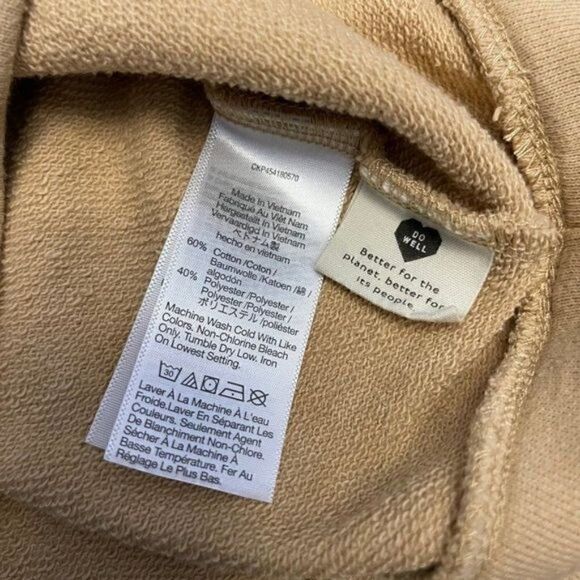 CKP454180570
Made in Vietnam
Fabriqué Au Viêt Nam
Hergestellt in Vietnam
Vervaardigd in Vietnam
ベトナム製
hecho en vietnam
60% Cotton /Coton /
Baumwolle /Katoen /綿 /
algodón
40% Polyester /Polyester /
Polyester /Polyester /
ポリエステル /poliéster
Machine Wash Cold With Like
Colors. Non-Chlorine Bleach
Only. Tumble Dry Low. Iron
On Lowest Setting.
30
Laver À La Machine À L'eau
Froide.Laver En Séparant Les
Couleurs. Seulement Agent
De Blanchiment Non-Chlore.
Sécher À La Machine À
Basse Température. Fer Au
Réglage Le Plus Bas.
DO
WELL
Better for the
planet, better for
its people.